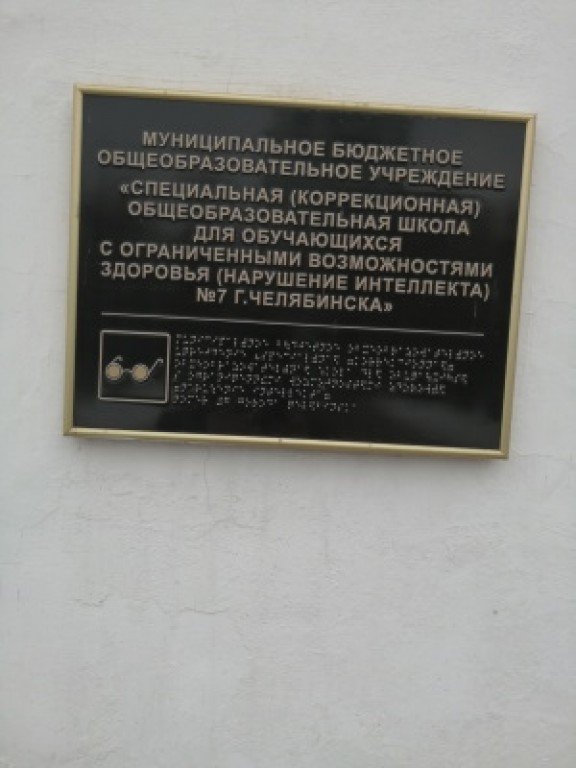 МУНИЦИПАЛЬНОЕ БЮДЖЕТНОЕ
ОБЩЕОБРАЗОВАТЕЛЬНОЕ УЧРЕЖДЕНИЕ
«СПЕЦИАЛЬНАЯ (КОРРЕКЦИОННАЯ)
ОБЩЕОБРАЗОВАТЕЛЬНАЯ ШКОЛА
ДЛЯ ОБУЧАЮЩИХСЯ
С ОГРАНИЧЕННЫМИ ВОЗМОЖНОСТЯМИ
ЗДОРОВЬЯ (НАРУШЕНИЕ ИНТЕЛЛЕКТА)
№7 Г.ЧЕЛЯБИНСКА»